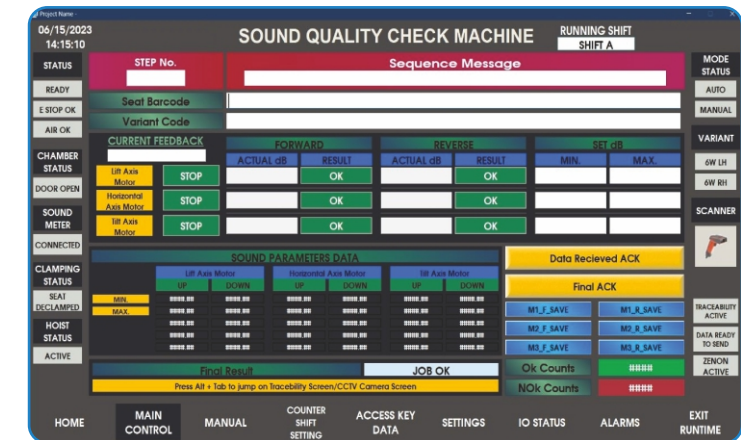 Project Name -
06/15/2023
14:15:10
SOUND QUALITY CHECK MACHINE
RUNNING SHIFT
SHIFT A
STATUS
READY
E STOP OK
AIR OK
CHAMBER
STATUS
DOOR OPEN
SOUND
METER
CONNECTED
CLAMPING
STATUS
SEAT
DECLAMPED
HOIST
STATUS
ACTIVE
STEP No.
Sequence Message
Seat Barcode
Variant Code
CURRENT FEEDBACK
FORWARD
REVERSE
SET dB
ACTUAL dB
RESULT
ACTUAL dB
RESULT
MIN.
MAX.
Lift Axis
Motor
STOP
OK
OK
Horizontal
Axis Motor
STOP
OK
OK
Tilt Axis
Motor
STOP
OK
OK
SOUND PARAMETERS DATA
Lift Axis Motor
Horizontal Axis Motor
Tilt Axis Motor
UP
DOWN
UP
DOWN
UP
DOWN
MIN.
####.## ####.## ####.## ####.## ####.## ####.##
MAX.
####.## ####.## ####.## ####.## ####.## ####.##
####.## ####.## ####.## ####.## ####.## ####.##
####.## ####.## ####.## ####.## ####.## ####.##
####.## ####.## ####.## ####.## ####.## ####.##
Data Recieved ACK
Final ACK
M1_F_SAVE
M1_R_SAVE
M2_F_SAVE
M2_R_SAVE
M3_F_SAVE
M3_R_SAVE
Final Result
JOB OK
Press Alt + Tab to jump on Tracebility Screen/CCTV Camera Screen
Ok Counts
####
NOk Counts
####
MODE
STATUS
AUTO
MANUAL
VARIANT
6W LH
6W RH
SCANNER
TRACEABILITY
ACTIVE
DATA READY
TO SEND
ZENON
ACTIVE
HOME
MAIN
CONTROL
MANUAL
COUNTER
SHIFT
SETTING
ACCESS KEY
DATA
SETTINGS
IO STATUS
ALARMS
EXIT
RUNTIME